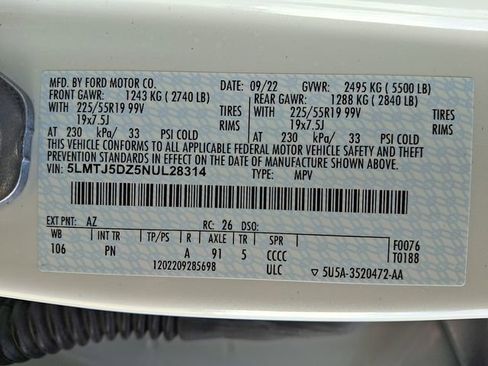 MFD. BY FORD MOTOR CO.
DATE: 09/22 GVWR: 2495 KG ( 5500 LB)
FRONT GAWR: 1243 KG ( 2740 LB) REAR GAWR: 1288 KG ( 2840 LB)
WITH 225/55R19 99V TIRES WITH 225/55R19 99V TIRES
19x7.5J RIMS 19x7.5J RIMS
AT 230 kPa/ 33 PSI COLD AT 230 kPa/ 33 PSI COLD
THIS VEHICLE CONFORMS TO ALL APPLICABLE FEDERAL MOTOR VEHICLE SAFETY AND
THEFT PREVENTION STANDARDS IN EFFECT ON THE DATE OF MANUFACTURE SHOWN ABOVE.
VIN: 5LMTJ5DZ5NUL28314 TYPE: MPV
EXT PNT: AZ RC: 26 DSO:
WB INT TR TP/PS R AXLE TR SPR F0076
106 PN A 91 5 CCCC T0188
1202209285698 ULC ▽ 5U5A-3520472-AA